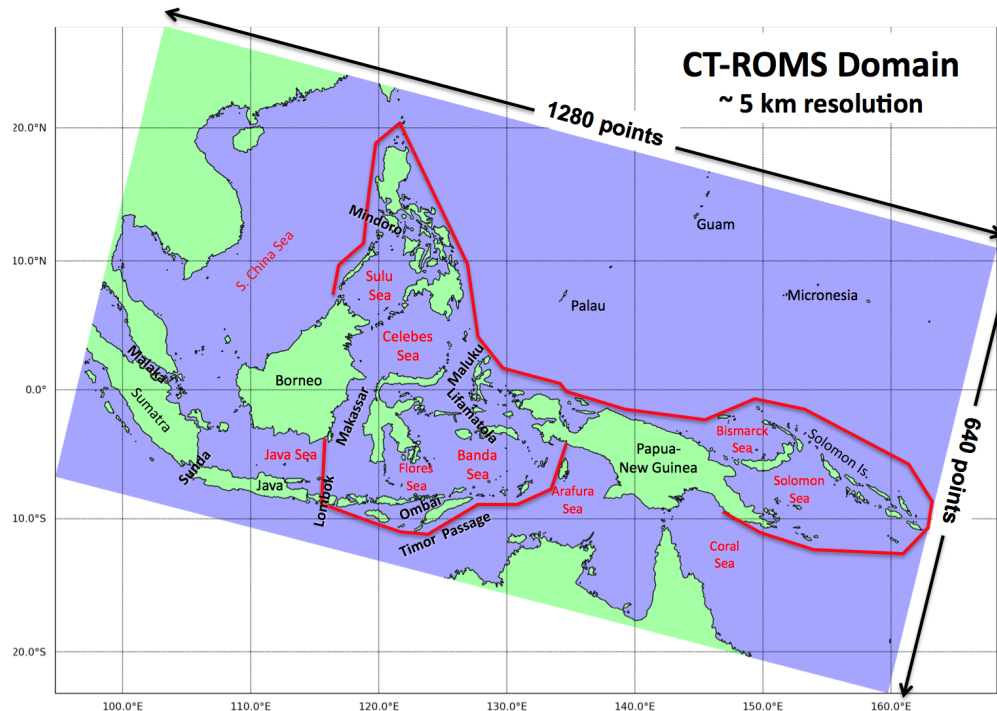 CT-ROMS Domain
~ 5 km resolution
1280 points
640 points
20.0°N
10.0°N
0.0°
10.0°S
20.0°S
100.0°E
110.0°E
120.0°E
130.0°E
140.0°E
150.0°E
160.0°E
Guam
Mindoro
S. China Sea
Sulu
Sea
Palau
Micronesia
Celebes
Sea
Maluku
Malaka
Borneo
Sumatra
Makassar
Lifamatola
Bismarck
Sea
Solomon Is.
Papua-
New Guinea
Java Sea
Sunda
Flores
Sea
Banda
Sea
Solomon
Sea
Java
Lombok
Ombai
Arafura
Sea
Timor Passage
Coral
Sea